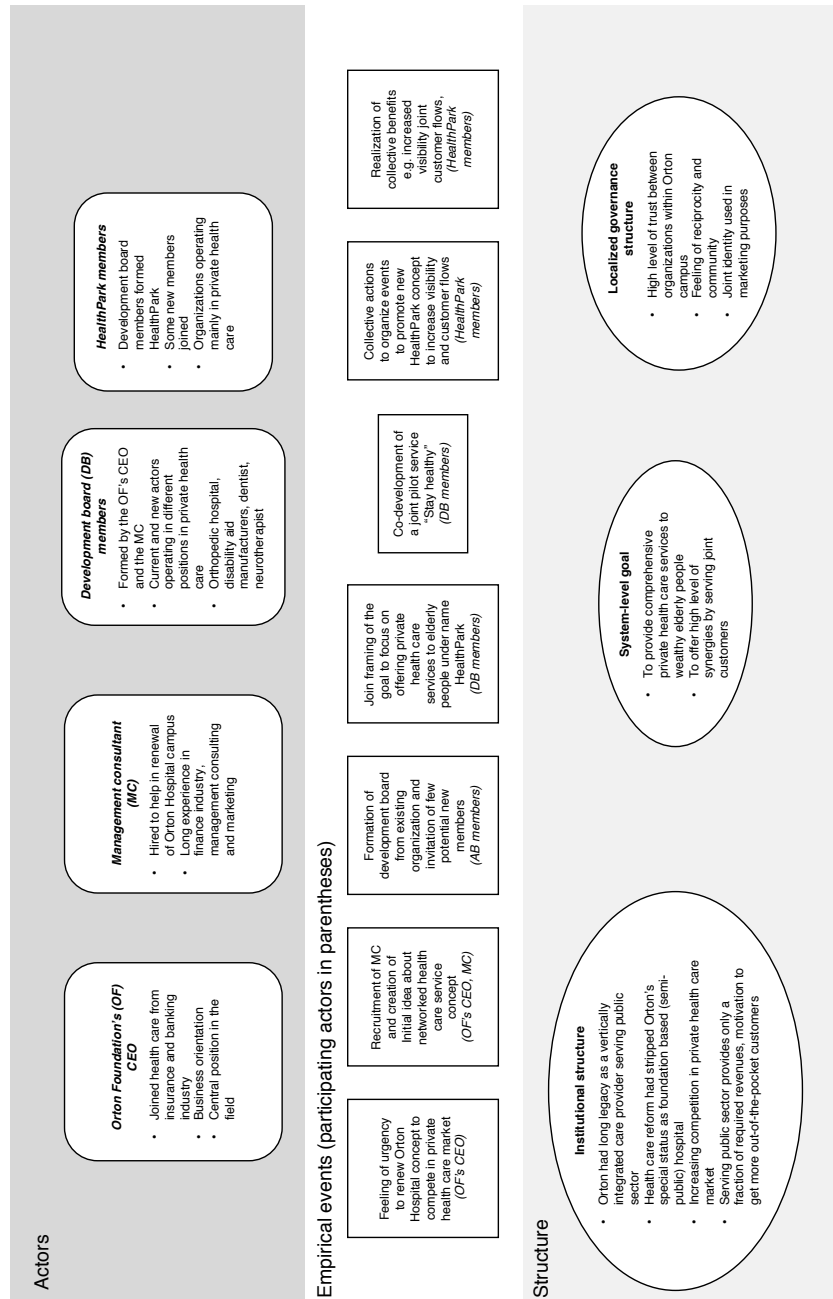 Actors
Orton Foundation's (OF)
CEO
• Joined health care from
insurance and banking
industry
• Business orientation
• Central position in the
field
Management consultant
(MC)
• Hired to help in renewal
of Orton Hospital campus
• Long experience in
finance industry,
management consulting
and marketing
Development board (DB)
members
• Formed by the OF's CEO
and the MC
• Current and new actors
operating in different
positions in private health
care
• Orthopedic hospital,
disability aid
manufacturers, dentist,
neurotherapist
HealthPark members
• Development board
members formed
HealthPark
• Some new members
joined
• Organizations operating
mainly in private health
care
Empirical events (participating actors in parentheses)
Feeling of urgency
to renew Orton
Hospital concept to
compete in private
health care market
(OF's CEO)
Recruitment of MC
and creation of
Initial idea about
networked health
care service
concept
(OF's CEO, MC)
Formation of
development board
from existing
organization and
invitation of few
potential new
members
(AB members)
Join framing of the
goal to focus on
offering private
health care
services to elderly
people under name
HealthPark
(DB members)
Co-development of
a joint pilot service
"Stay healthy"
(DB members)
Collective actions
to organize events
to promote new
HealthPark concept
to increase visibility
and customer flows
(HealthPark
members)
Realization of
collective benefits
e.g. increased
visibility joint
customer flows,
(HealthPark
members)
Structure
Institutional structure
• Orton had long legacy as a vertically
integrated care provider serving public
sector
• Health care reform had stripped Orton's
special status as foundation based (semi-
public) hospital
• Increasing competition in private health care
market
• Serving public sector provides only a
fraction of required revenues, motivation to
get more out-of-the-pocket customers
System-level goal
• To provide comprehensive
private health care services to
wealthy elderly people
• To offer high level of
synergies by serving joint
customers
Localized governance
structure
• High level of trust between
organizations within Orton
campus
• Feeling of reciprocity and
community
• Joint identity used in
marketing purposes